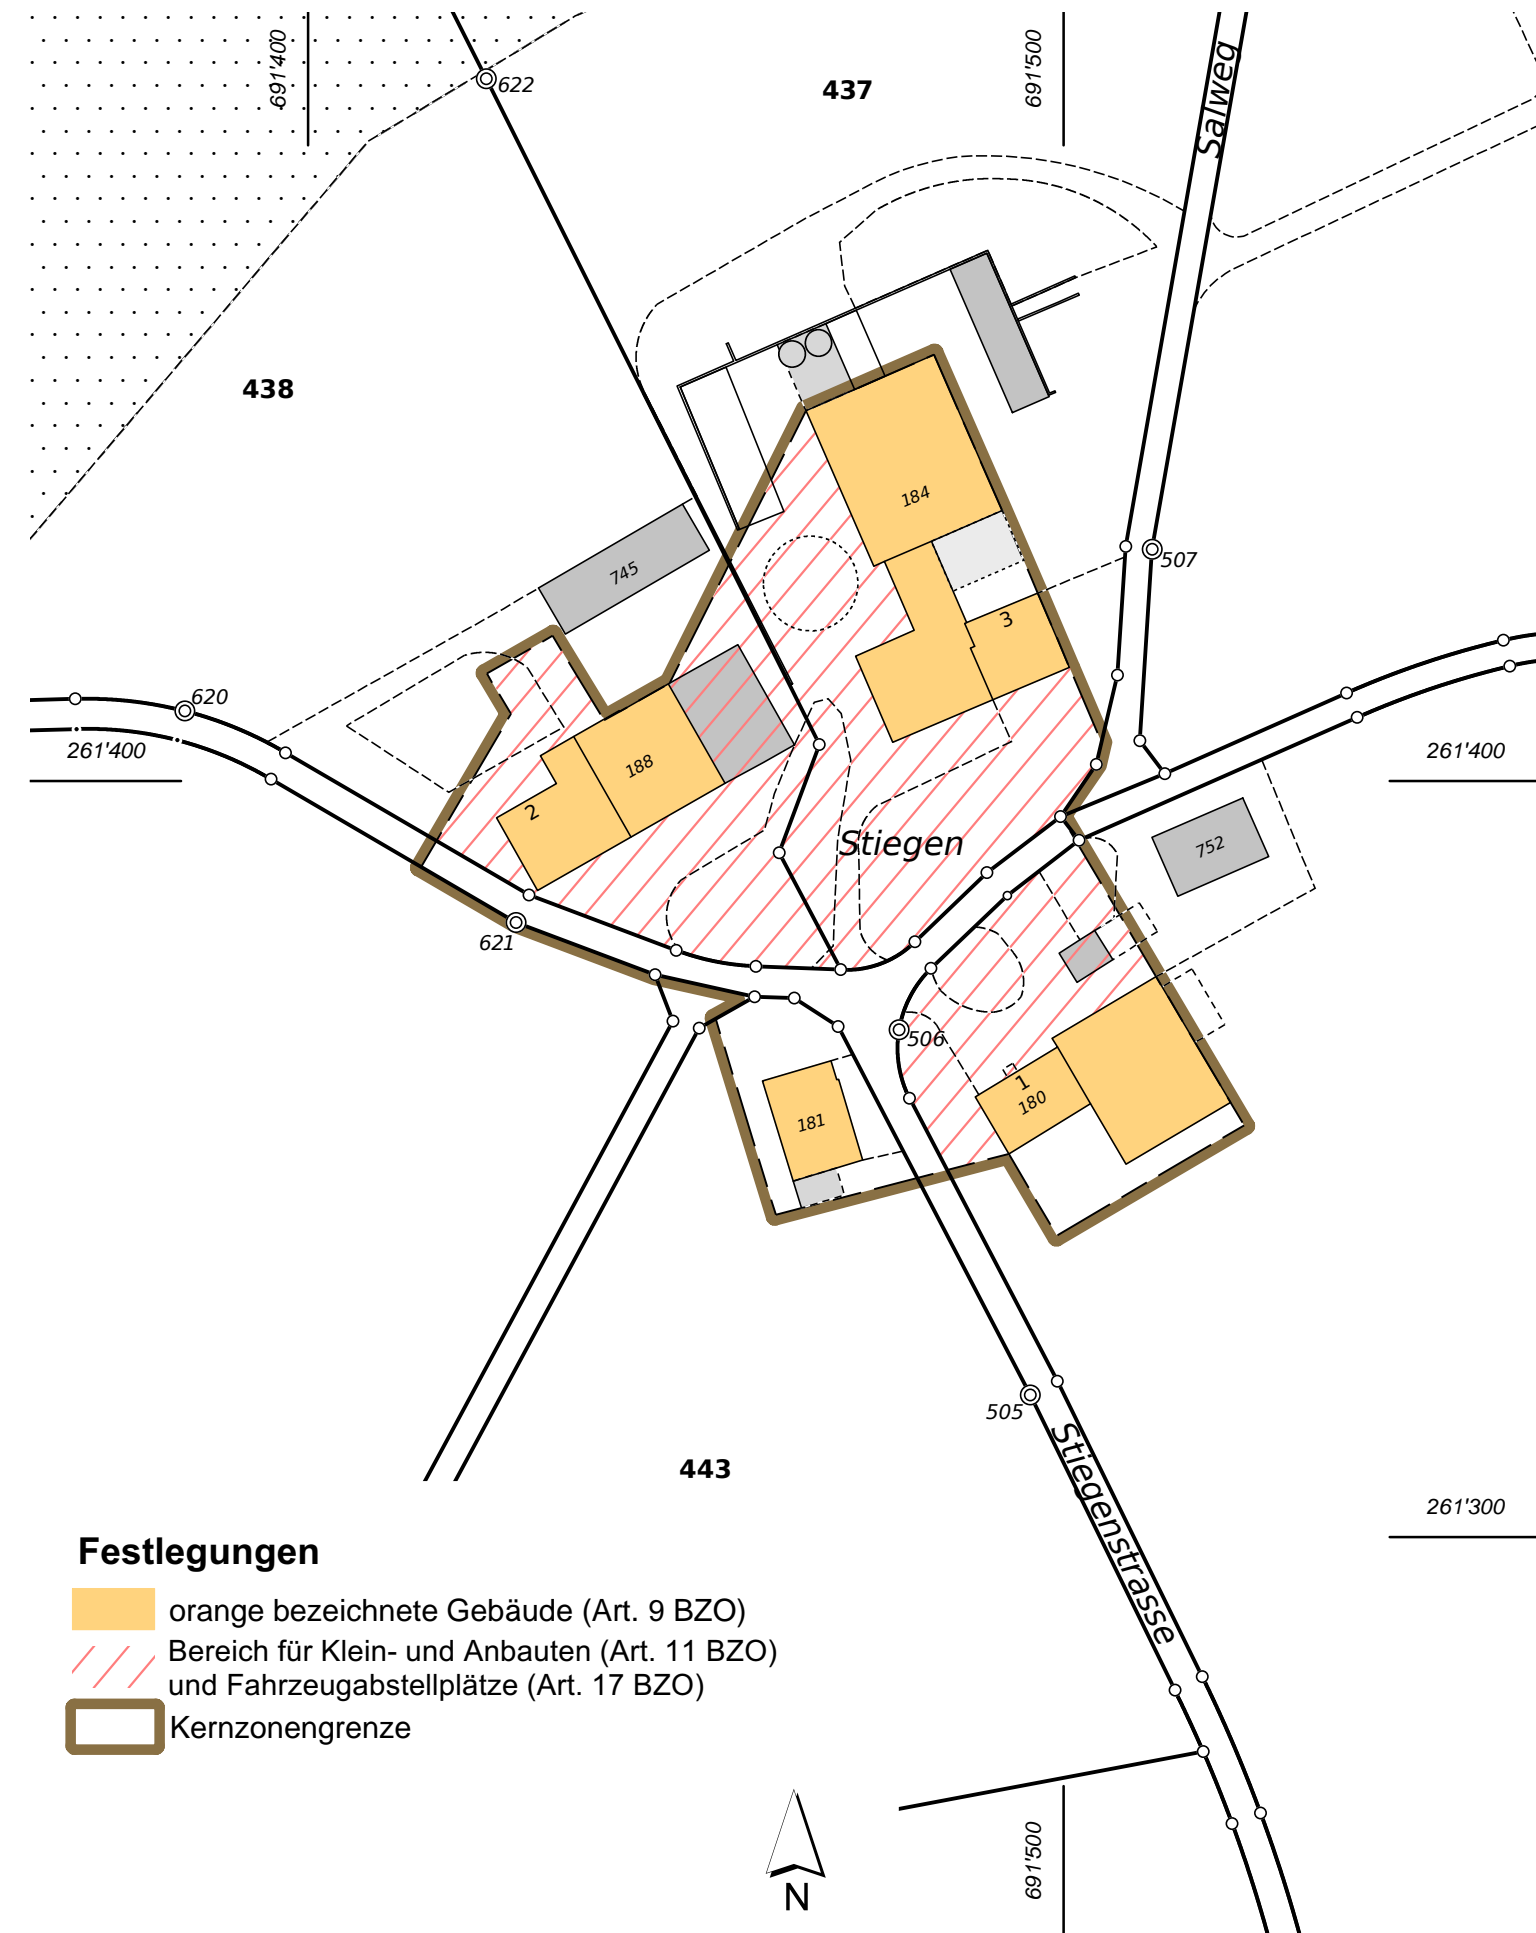 691'400
622
437
691'500
Salweg
438
184
507
745
3
620
261'400
261'400
188
2
Stiegen
752
621
506
1
180
181
505
Stiegenstrasse
443
261'300
Festlegungen
orange bezeichnete Gebäude (Art. 9 BZO)
Bereich für Klein- und Anbauten (Art. 11 BZO)
und Fahrzeugabstellplätze (Art. 17 BZO)
Kernzonengrenze
691'500
N